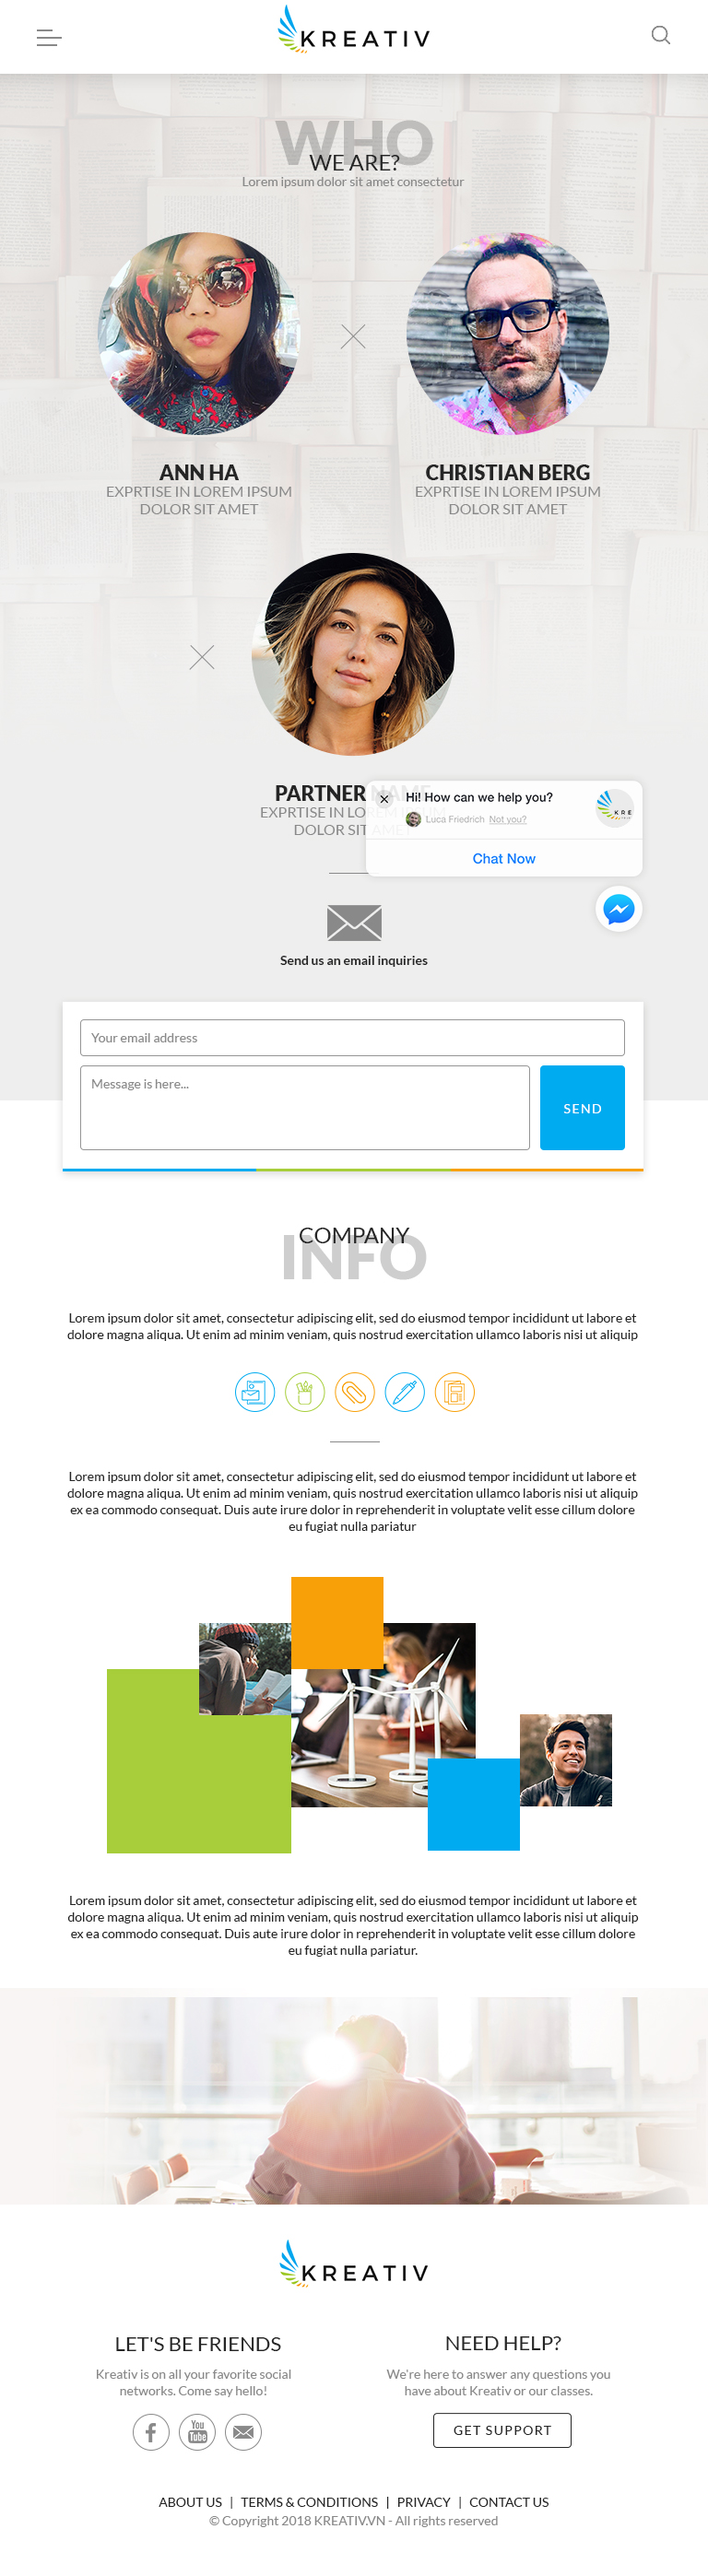 KREATIV
WHO
WE ARE?
Lorem ipsum dolor sit amet consectetur
ANN HA
EXPRTISE IN LOREM IPSUM
DOLOR SIT AMET
CHRISTIAN BERG
EXPRTISE IN LOREM IPSUM
DOLOR SIT AMET
PARTNER NAME
EXPRTISE IN LOREM IPSUM
DOLOR SIT AMET
Hi! How can we help you?
Luca Friedrich Not you?
KRE
Chat Now
Send us an email inquiries
Your email address
Message is here...
SEND
COMPANY
INFO
Lorem ipsum dolor sit amet, consectetur adipiscing elit, sed do eiusmod tempor incididunt ut labore et
dolore magna aliqua. Ut enim ad minim veniam, quis nostrud exercitation ullamco laboris nisi ut aliquip
Lorem ipsum dolor sit amet, consectetur adipiscing elit, sed do eiusmod tempor incididunt ut labore et
dolore magna aliqua. Ut enim ad minim veniam, quis nostrud exercitation ullamco laboris nisi ut aliquip
ex ea commodo consequat. Duis aute irure dolor in reprehenderit in voluptate velit esse cillum dolore
eu fugiat nulla pariatur
Lorem ipsum dolor sit amet, consectetur adipiscing elit, sed do eiusmod tempor incididunt ut labore et
dolore magna aliqua. Ut enim ad minim veniam, quis nostrud exercitation ullamco laboris nisi ut aliquip
ex ea commodo consequat. Duis aute irure dolor in reprehenderit in voluptate velit esse cillum dolore
eu fugiat nulla pariatur.
KREATIV
LET'S BE FRIENDS
Kreativ is on all your favorite social
networks. Come say hello!
You
Tube
NEED HELP?
We're here to answer any questions you
have about Kreativ or our classes.
GET SUPPORT
ABOUT US | TERMS & CONDITIONS | PRIVACY | CONTACT US
© Copyright 2018 KREATIV.VN - All rights reserved